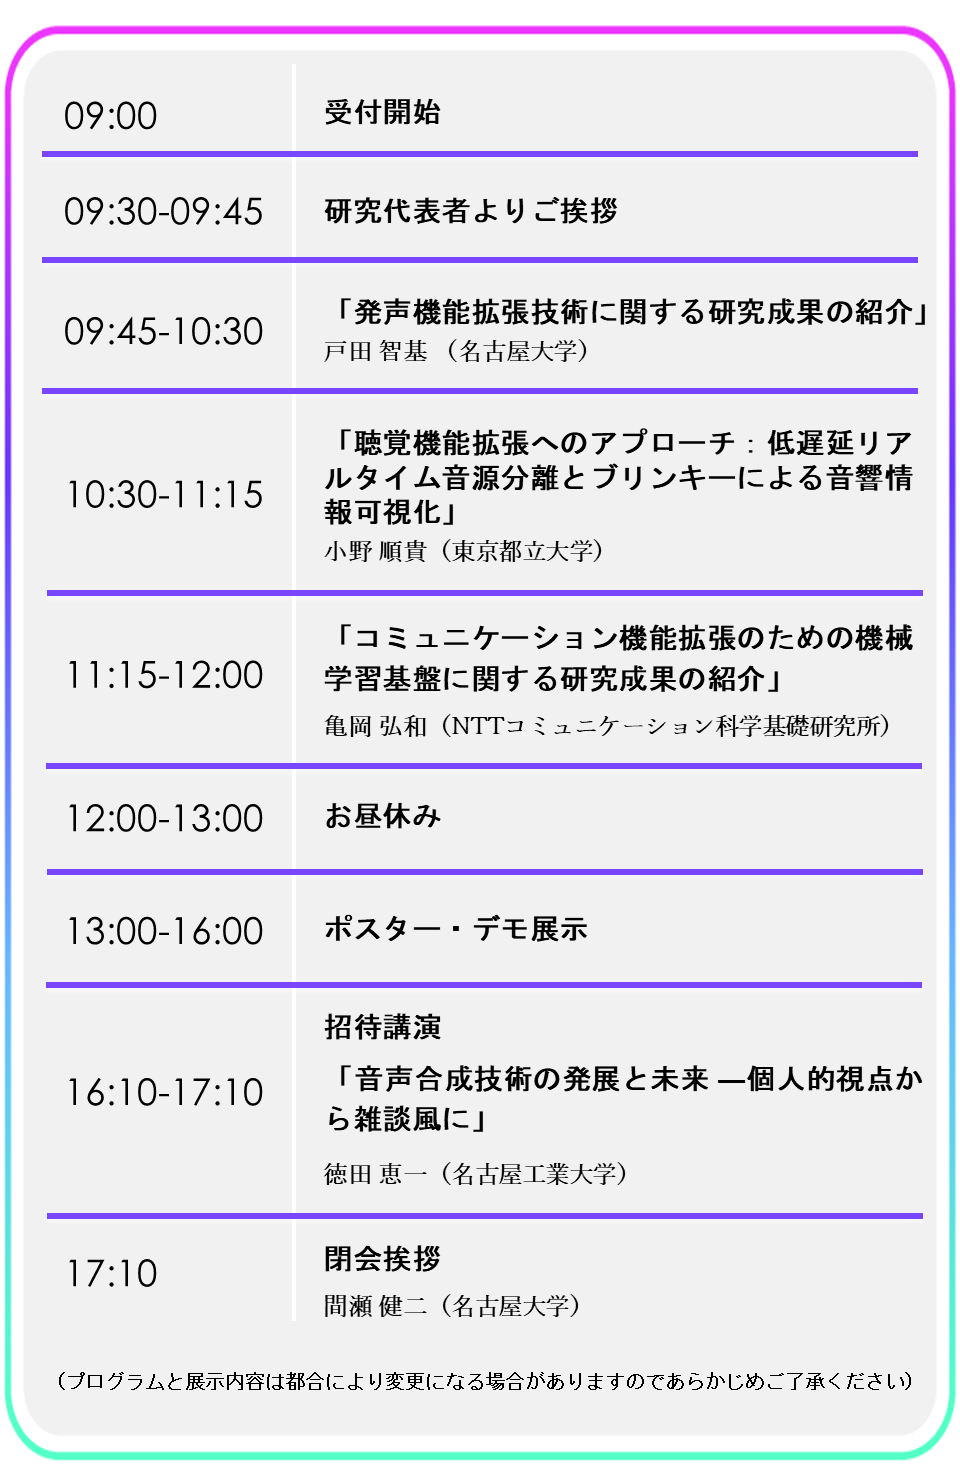 09:00
受付開始
09:30-09:45
研究代表者よりご挨拶
09:45-10:30
「発声機能拡張技術に関する研究成果の紹介」
戸田 智基 （名古屋大学）
10:30-11:15
「聴覚機能拡張へのアプローチ：低遅延リア
ルタイム音源分離とブリンキーによる音響情
報可視化」
小野 順貴（東京都立大学）
11:15-12:00
「コミュニケーション機能拡張のための機械
学習基盤に関する研究成果の紹介」
亀岡 弘和（NTTコミュニケーション科学基礎研究所）
12:00-13:00
お昼休み
13:00-16:00
ポスター・デモ展示
16:10-17:10
招待講演
「音声合成技術の発展と未来 ―個人的視点か
ら雑談風に」
徳田 恵一（名古屋工業大学）
17:10
閉会挨拶
間瀬 健二（名古屋大学）
（プログラムと展示内容は都合により変更になる場合がありますのであらかじめご了承ください）